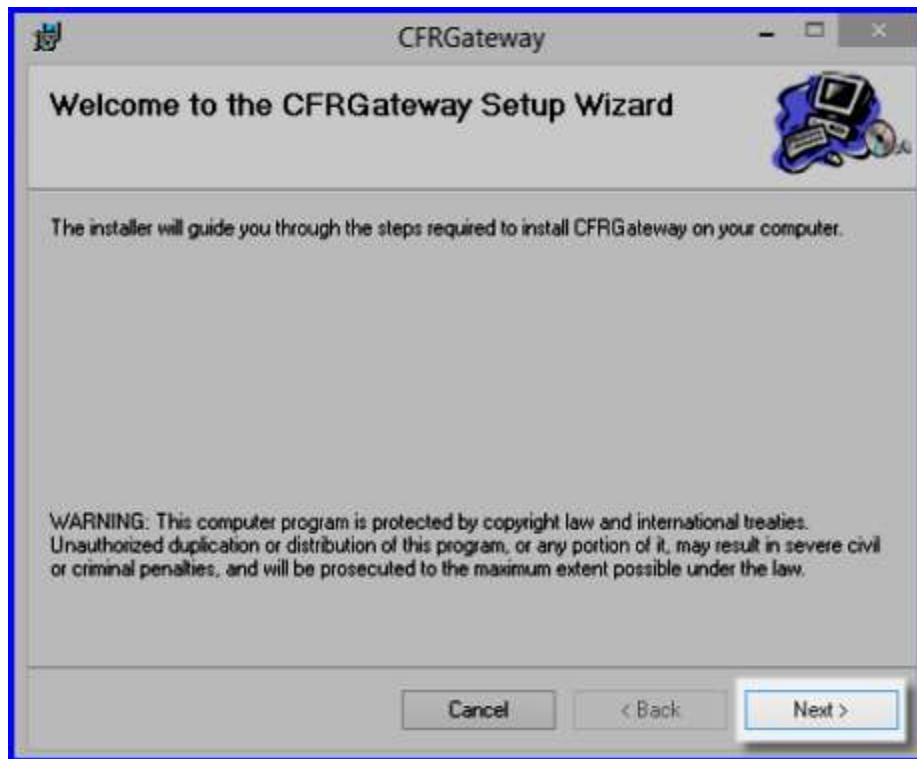 CFRGateway
Welcome to the CFRGateway Setup Wizard
The installer will guide you through the steps required to install CFRGateway on your computer.
WARNING: This computer program is protected by copyright law and international treaties.
Unauthorized duplication or distribution of this program, or any portion of it, may result in severe civil
or criminal penalties, and will be prosecuted to the maximum extent possible under the law.
Cancel
< Back
Next >